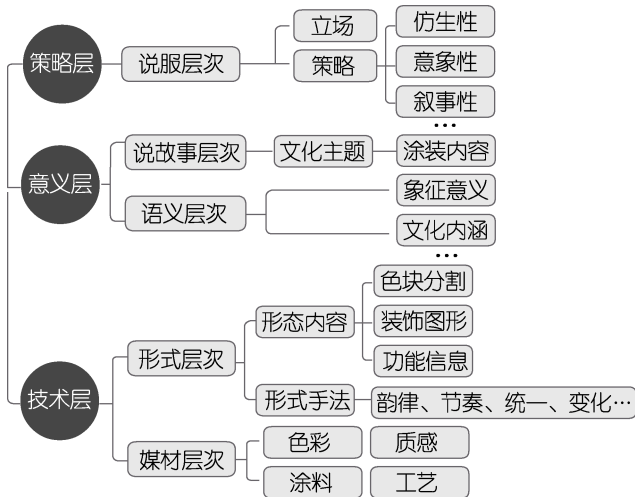 策略层
说服层次
立场
策略
仿生性
意象性
叙事性
…
意义层
说故事层次
文化主题
涂装内容
语义层次
象征意义
文化内涵
…
技术层
形式层次
形态内容
色块分割
装饰图形
功能信息
形式手法
韵律、节奏、统一、变化…
媒材层次
色彩
质感
涂料
工艺